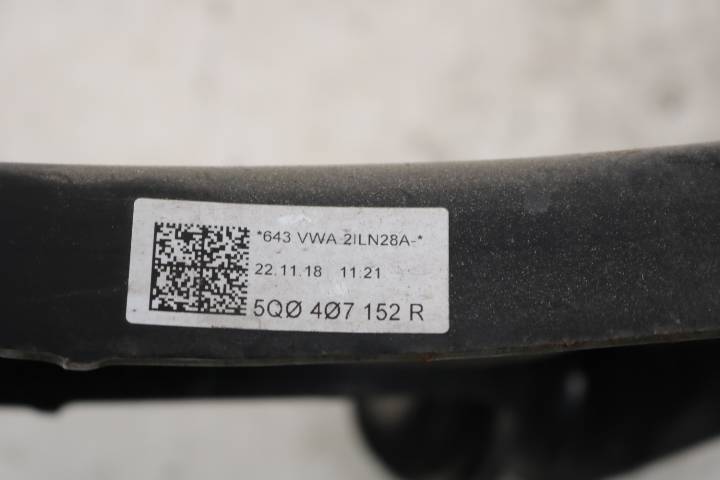 *643 VWA 2ILN28A-*
22.11.18 11:21
5QØ 4Ø7 152 R